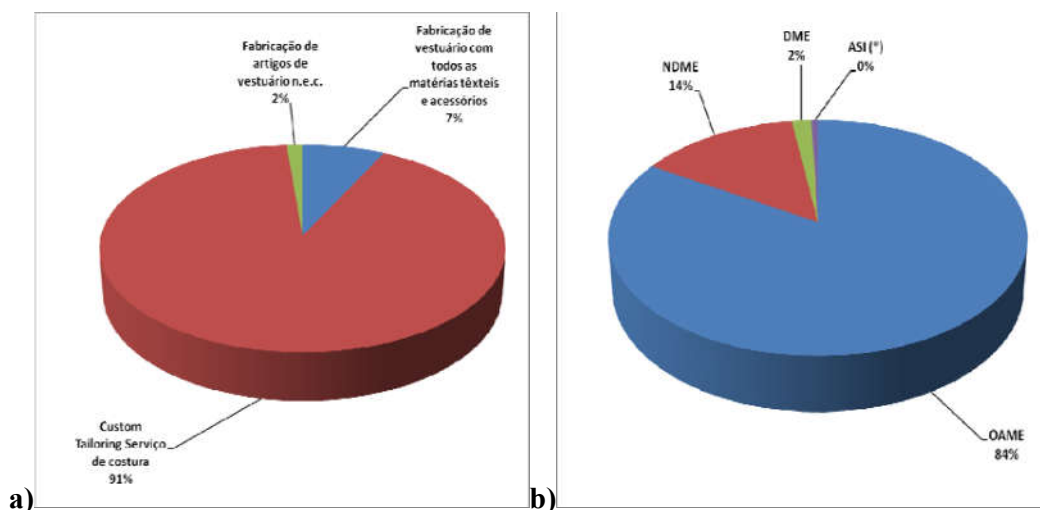 Fabricação de
artigos de
vestuário n.e.c.
2%
Fabricação de
vestuário com
todos as
matérias têxteis
e acessórios
7%
Custom
Tailoring Serviço
de costura
91%
a)
NDME
14%
DME
2%
ASI (*)
0%
OAME
84%
b)